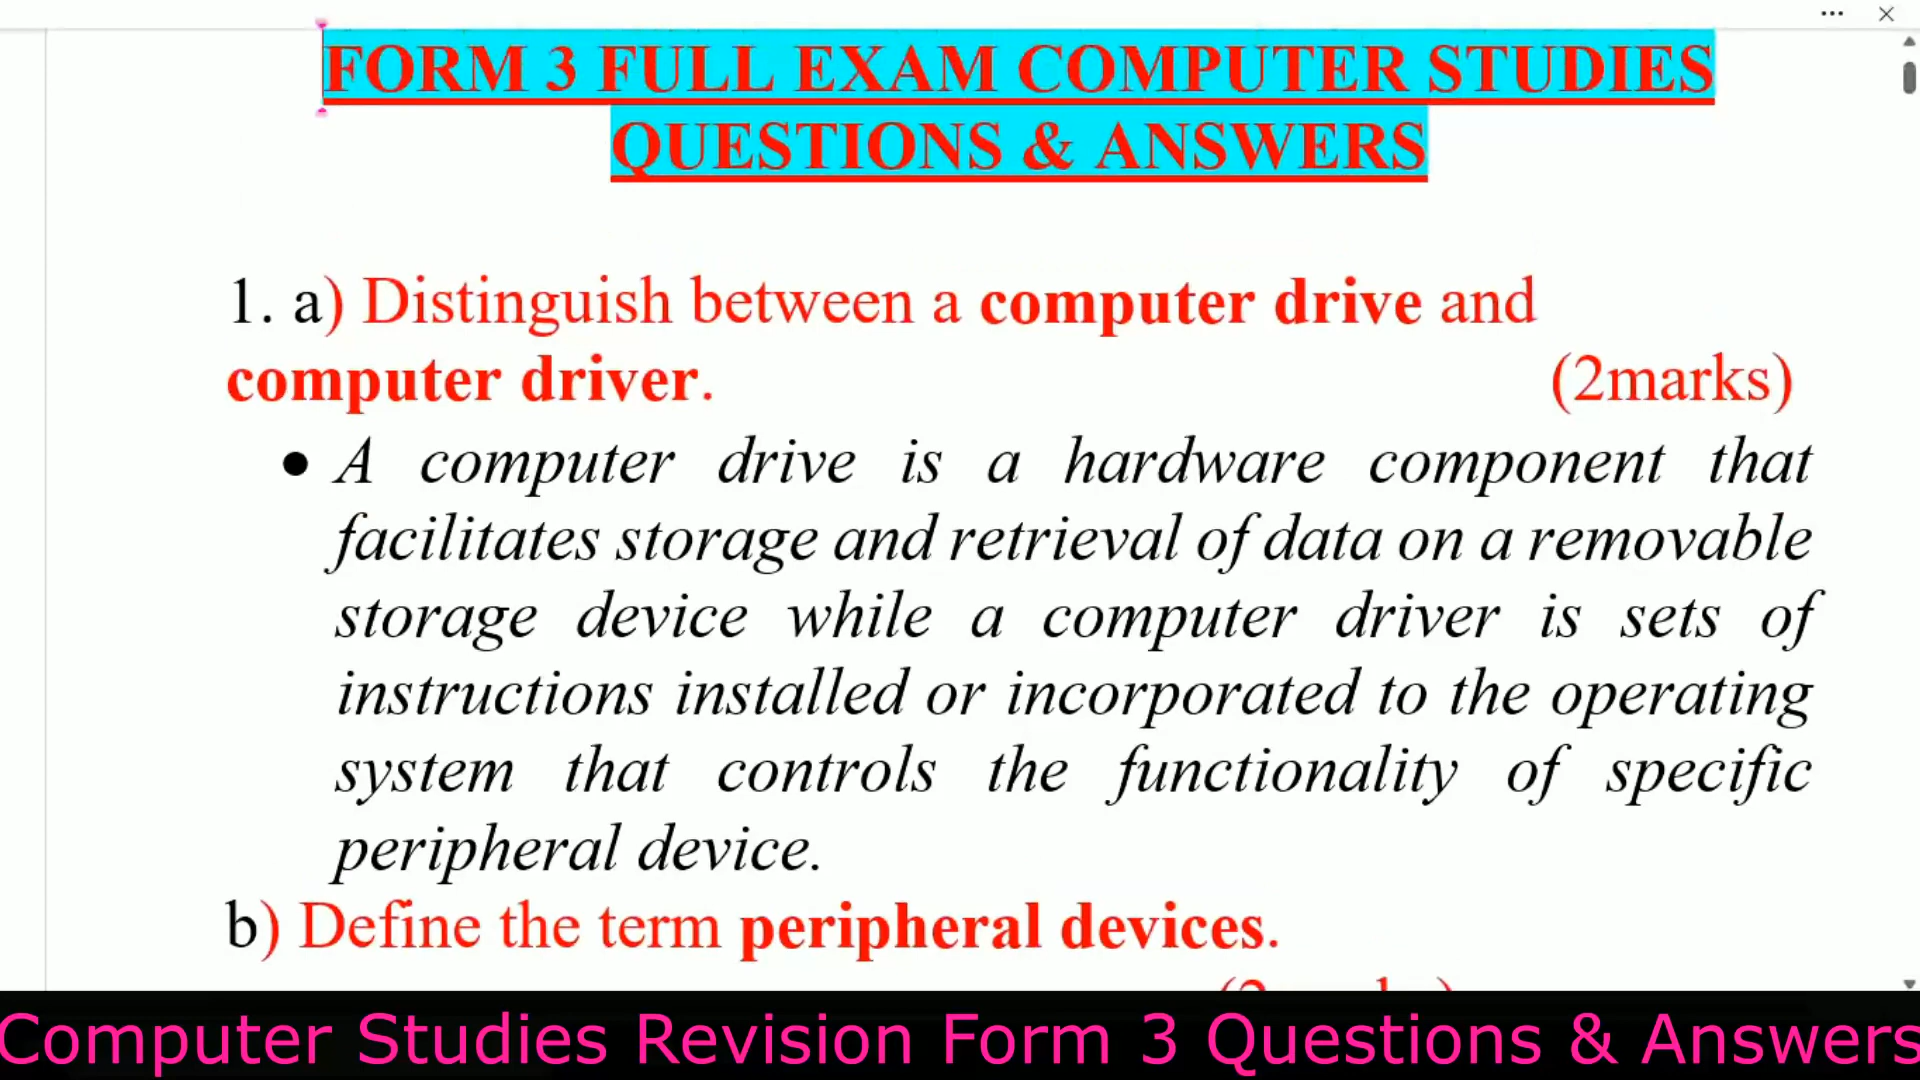 FORM 3 FULL EXAM COMPUTER STUDIES
QUESTIONS & ANSWERS
1. a) Distinguish between a computer drive and
computer driver. (2marks)
• A computer drive is a hardware component that
facilitates storage and retrieval of data on a removable
storage device while a computer driver is sets of
instructions installed or incorporated to the operating
system that controls the functionality of specific
peripheral device.
b) Define the term peripheral devices.
Computer Studies Revision Form 3 Questions & Answers